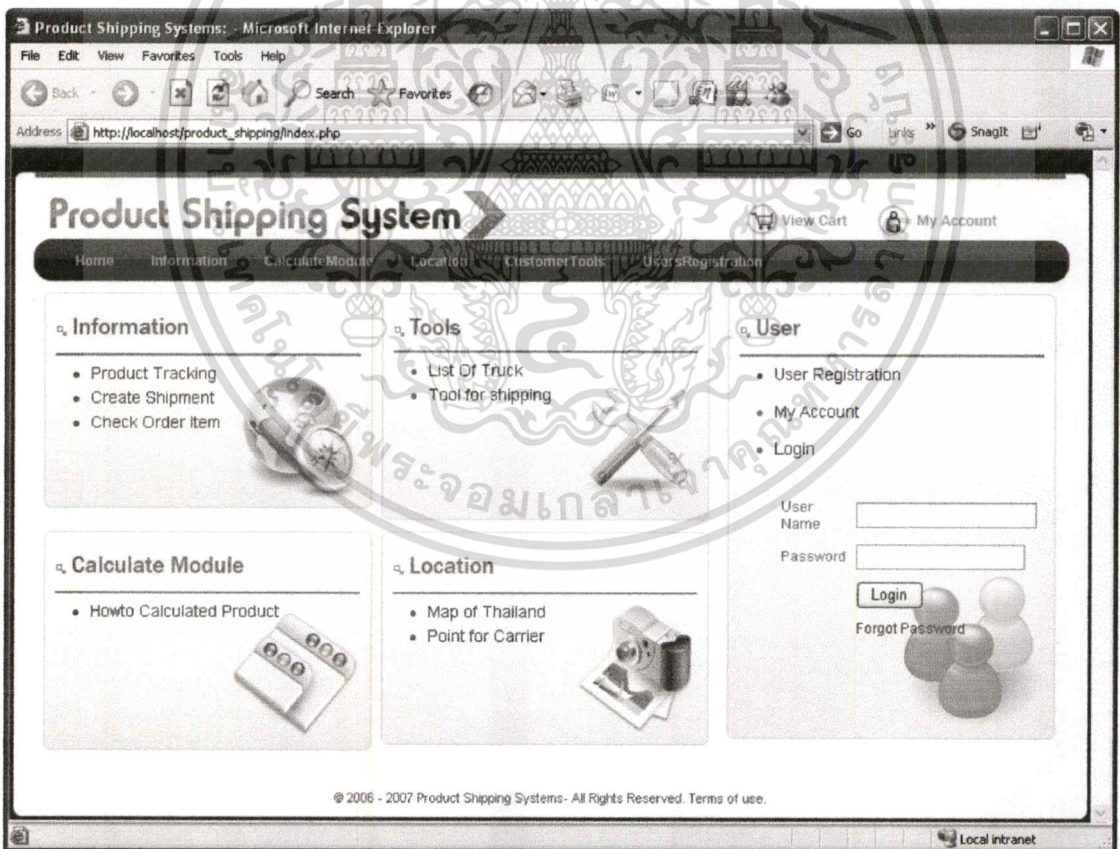 Product Shipping Systems: - Microsoft Internet Explorer
File Edit View Favorites Tools Help
Back Search Favorites
Address http://localhost/product_shipping/index.php Go Links » SnagIt
Product Shipping System
View Cart My Account
Home Information CalculateModule Location CustomerTools UsersRegistration
Information
• Product Tracking
• Create Shipment
• Check Order Item
Tools
• List Of Truck
• Tool for shipping
User
• User Registration
• My Account
• Login
User Name
Password
Login
Forgot Password
Calculate Module
• Howto Calculated Product
Location
• Map of Thailand
• Point for Carrier
© 2006 - 2007 Product Shipping Systems- All Rights Reserved. Terms of use.
Local intranet